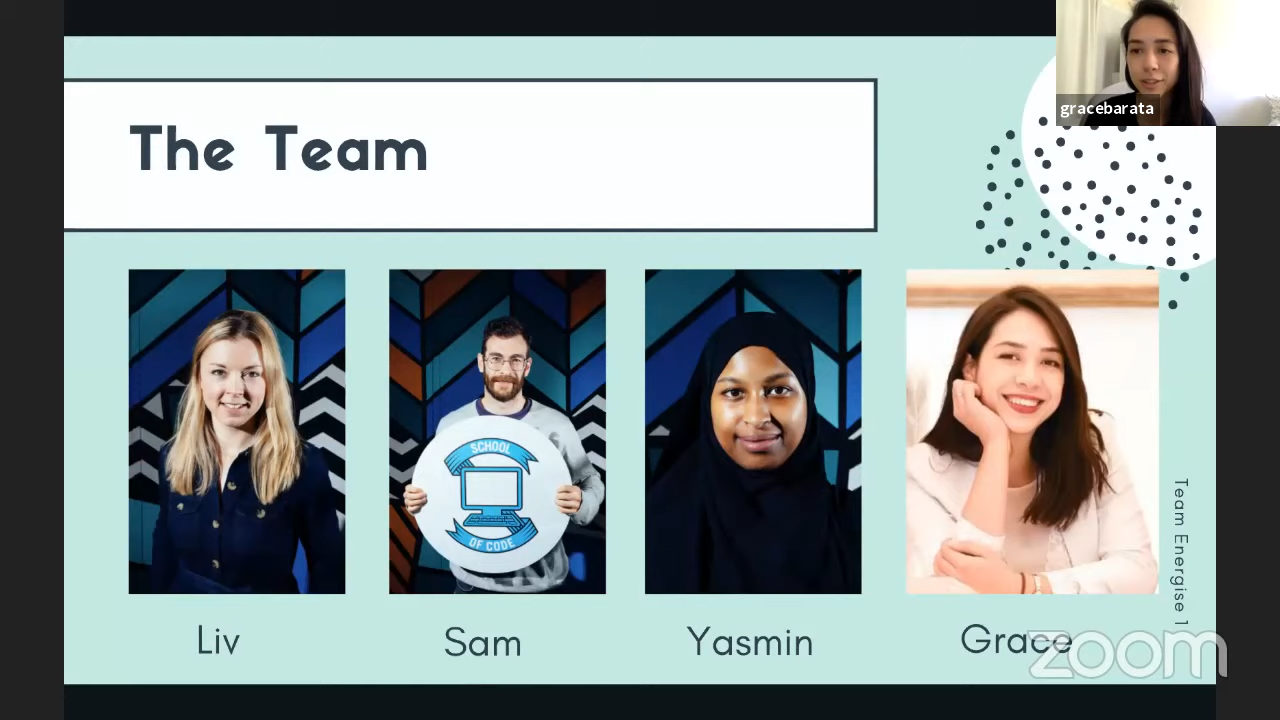 gracebarata
The Team
SCHOOL
OF CODE
Team Energise 1
Liv
Sam
Yasmin
Grace
zoom